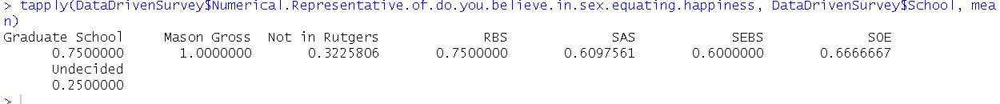 > tapply(DataDrivenSurvey$Numerical.Representative.of.do.you.believe.in.sex.equating.happiness, DataDrivenSurvey$School, mea
n)
Graduate School Mason Gross Not in Rutgers RBS SAS SEBS SOE
0.7500000 1.0000000 0.3225806 0.7500000 0.6097561 0.6000000 0.6666667
Undecided
0.2500000
>